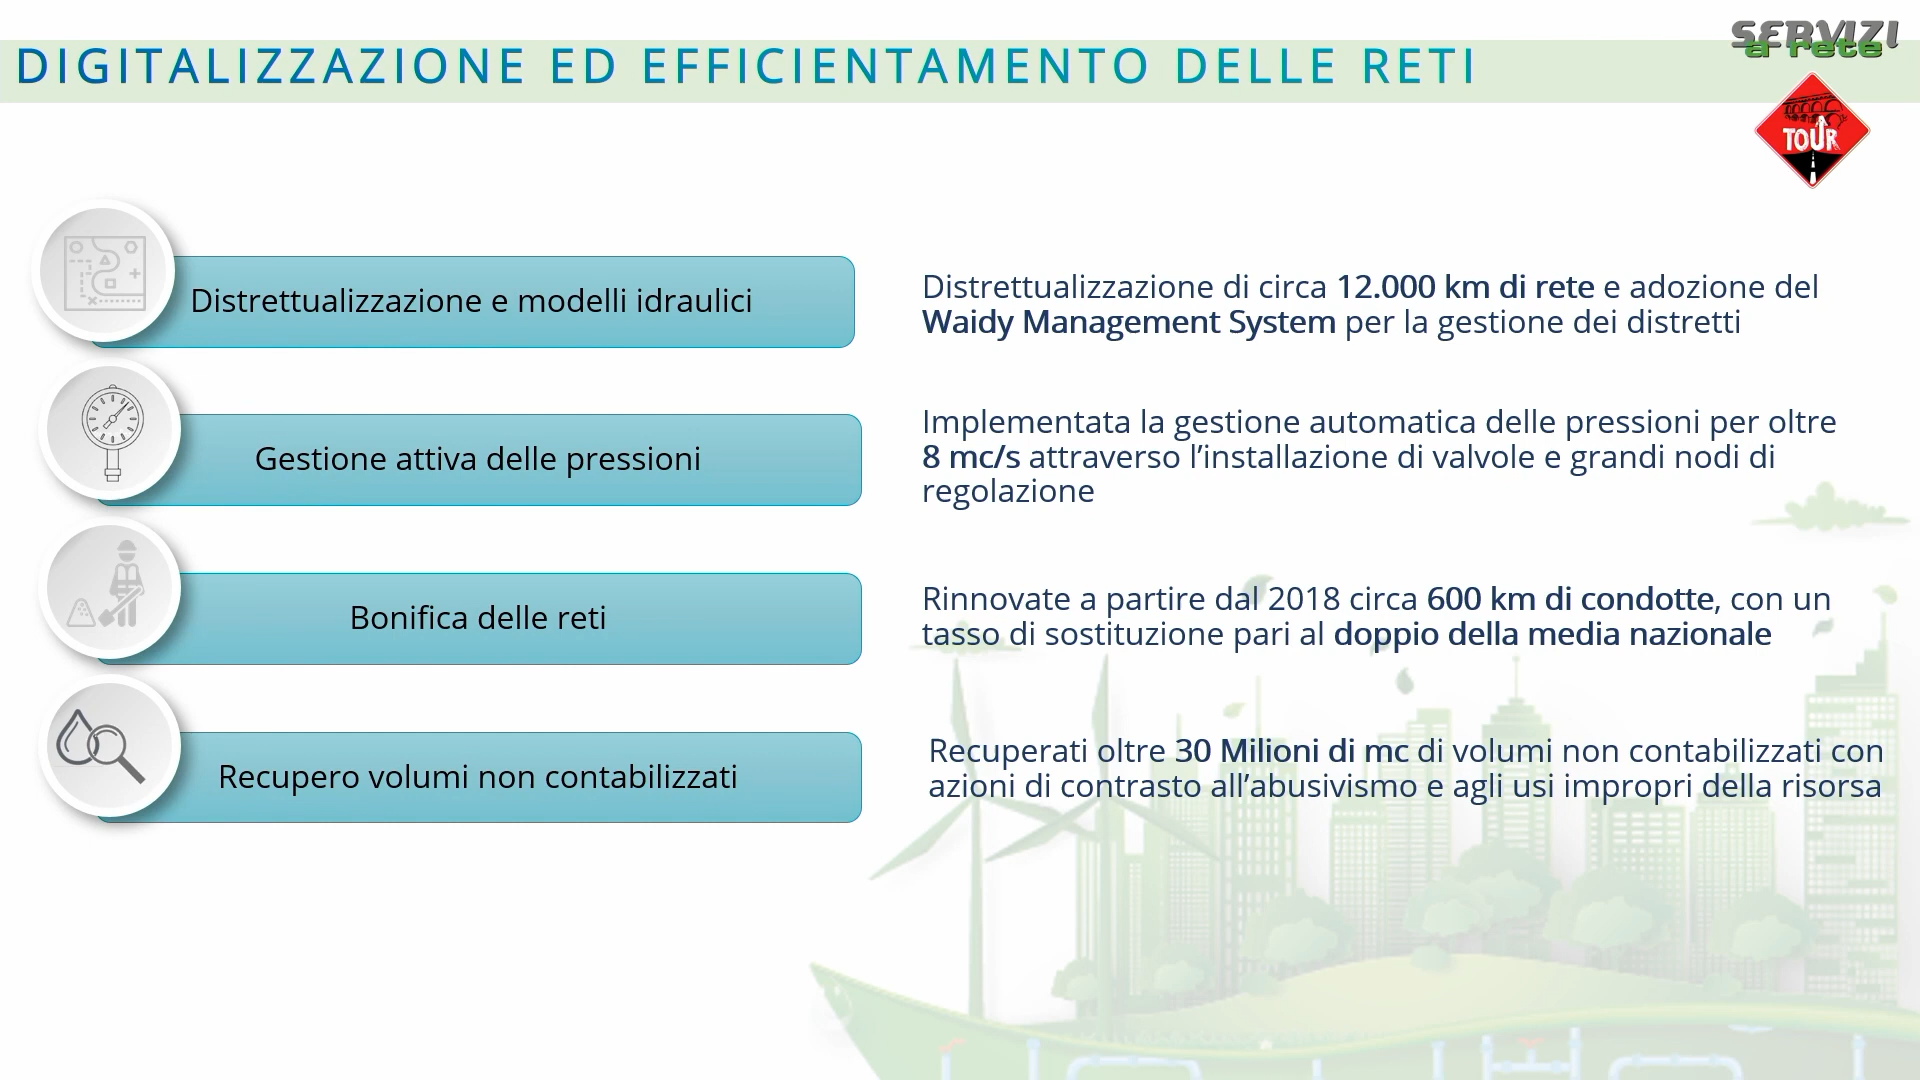 SERVIZI
a rete
DIGITALIZZAZIONE ED EFFICIENTAMENTO DELLE RETI
TOUR
Distrettualizzazione e modelli idraulici
Distrettualizzazione di circa 12.000 km di rete e adozione del
Waidy Management System per la gestione dei distretti
Gestione attiva delle pressioni
Implementata la gestione automatica delle pressioni per oltre
8 mc/s attraverso l’installazione di valvole e grandi nodi di
regolazione
Bonifica delle reti
Rinnovate a partire dal 2018 circa 600 km di condotte, con un
tasso di sostituzione pari al doppio della media nazionale
Recupero volumi non contabilizzati
Recuperati oltre 30 Milioni di mc di volumi non contabilizzati con
azioni di contrasto all’abusivismo e agli usi impropri della risorsa